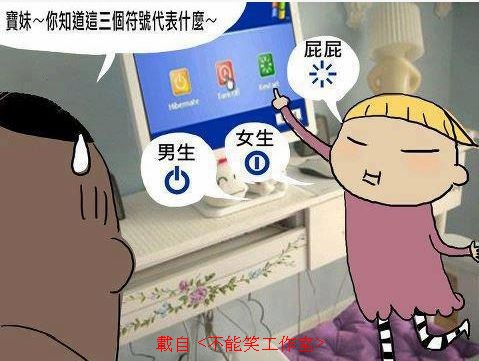 寶妹～你知道這三個符號代表什麼～
屁屁
女生
男生
Hibernate
Turn Off
Restart
載自 <不能笑工作室>